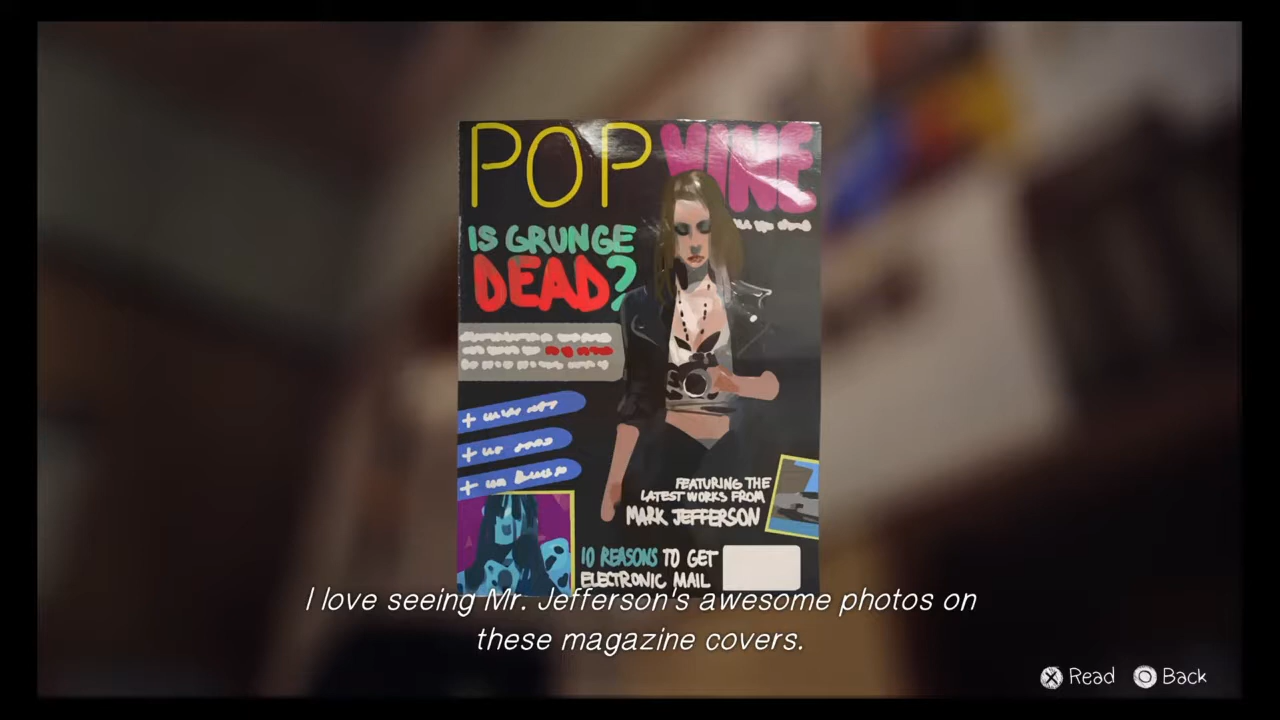 POP VINE
IS GRUNGE
DEAD?
FEATURING THE
LATEST WORKS FROM
MARK JEFFERSON
10 REASONS TO GET
ELECTRONIC MAIL
I love seeing Mr. Jefferson's awesome photos on
these magazine covers.
Read Back